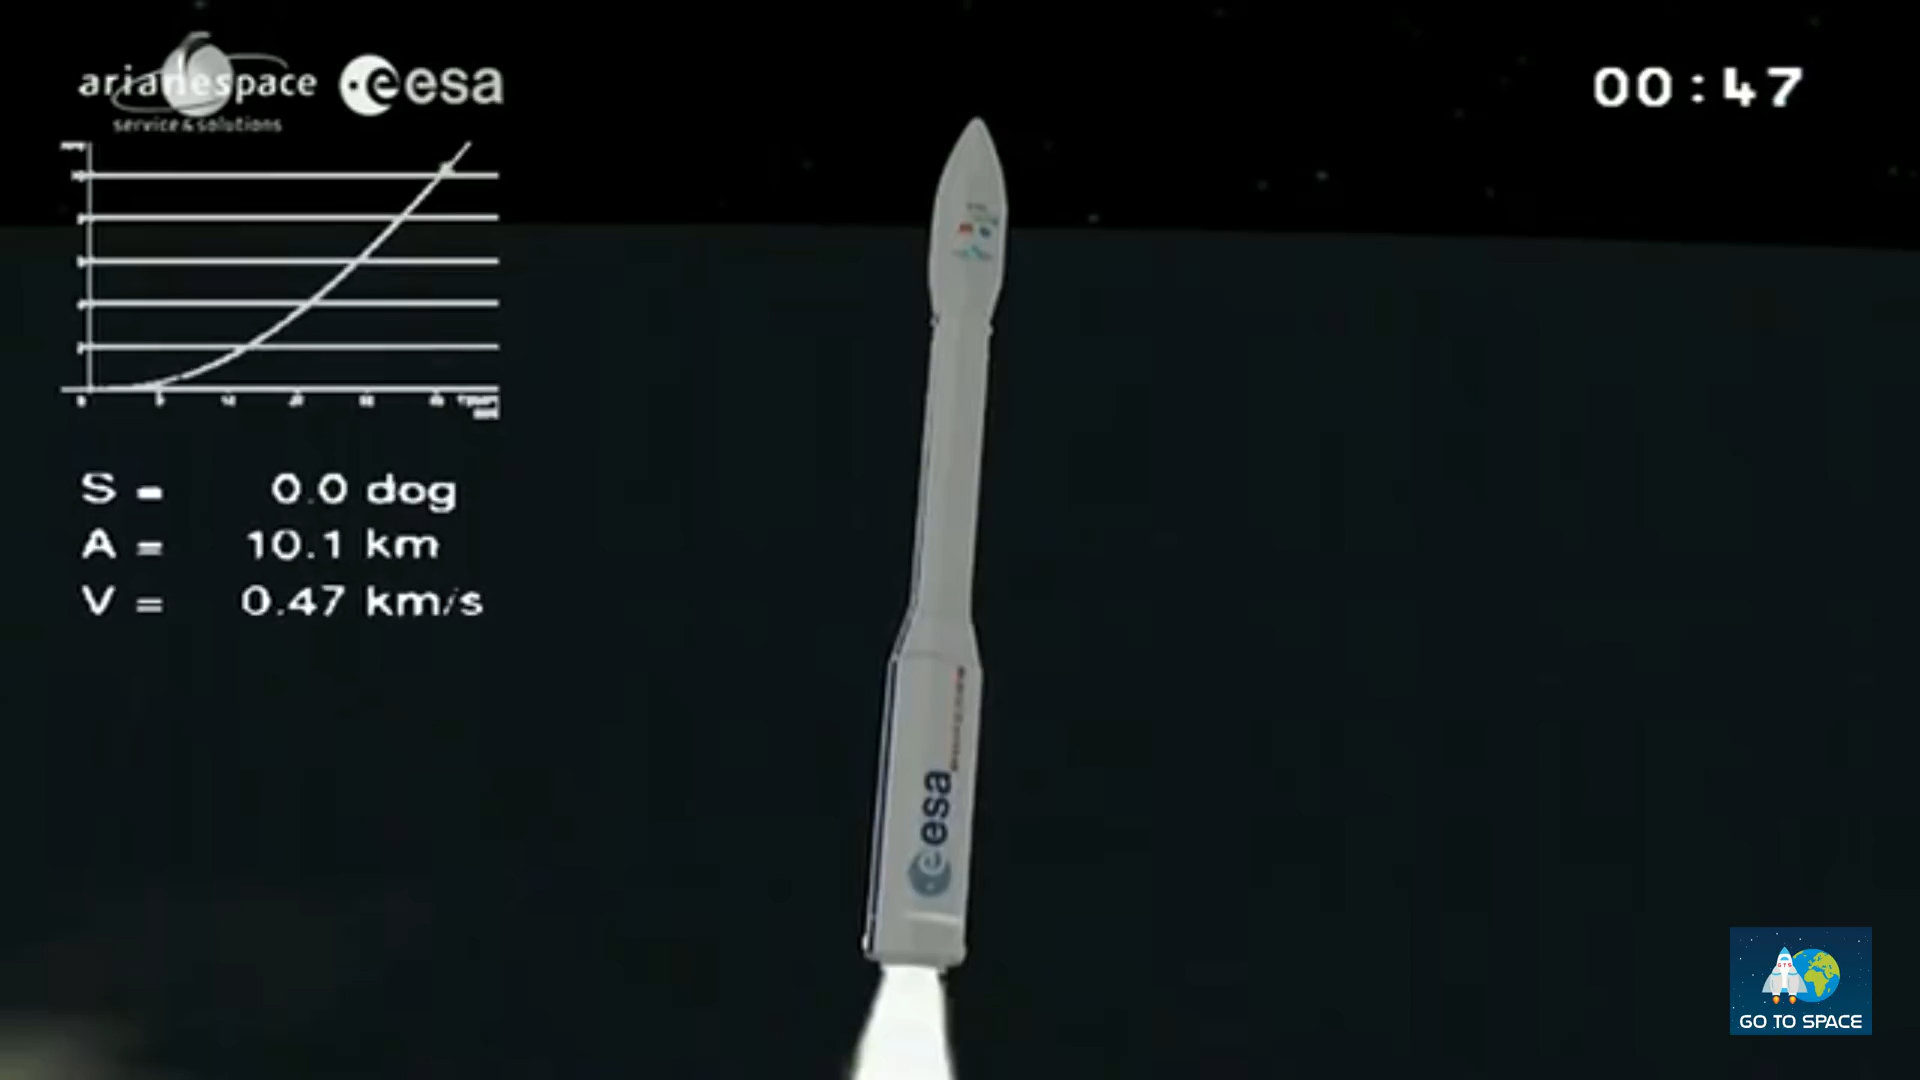 arianespace
service & solutions
esa
00:47
S = 0.0 dog
A = 10.1 km
V = 0.47 km/s
esa
GTS
GO TO SPACE